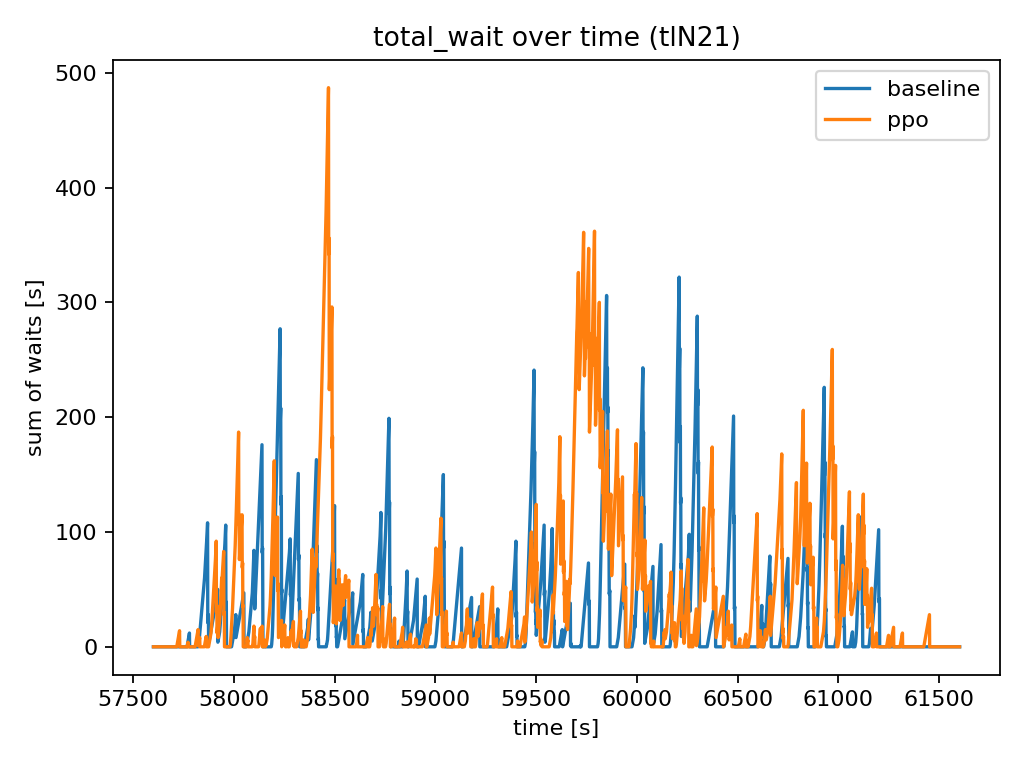 total_wait over time (tlN21)
baseline
ppo
500
400
300
200
100
0
sum of waits [s]
57500 58000 58500 59000 59500 60000 60500 61000 61500
time [s]